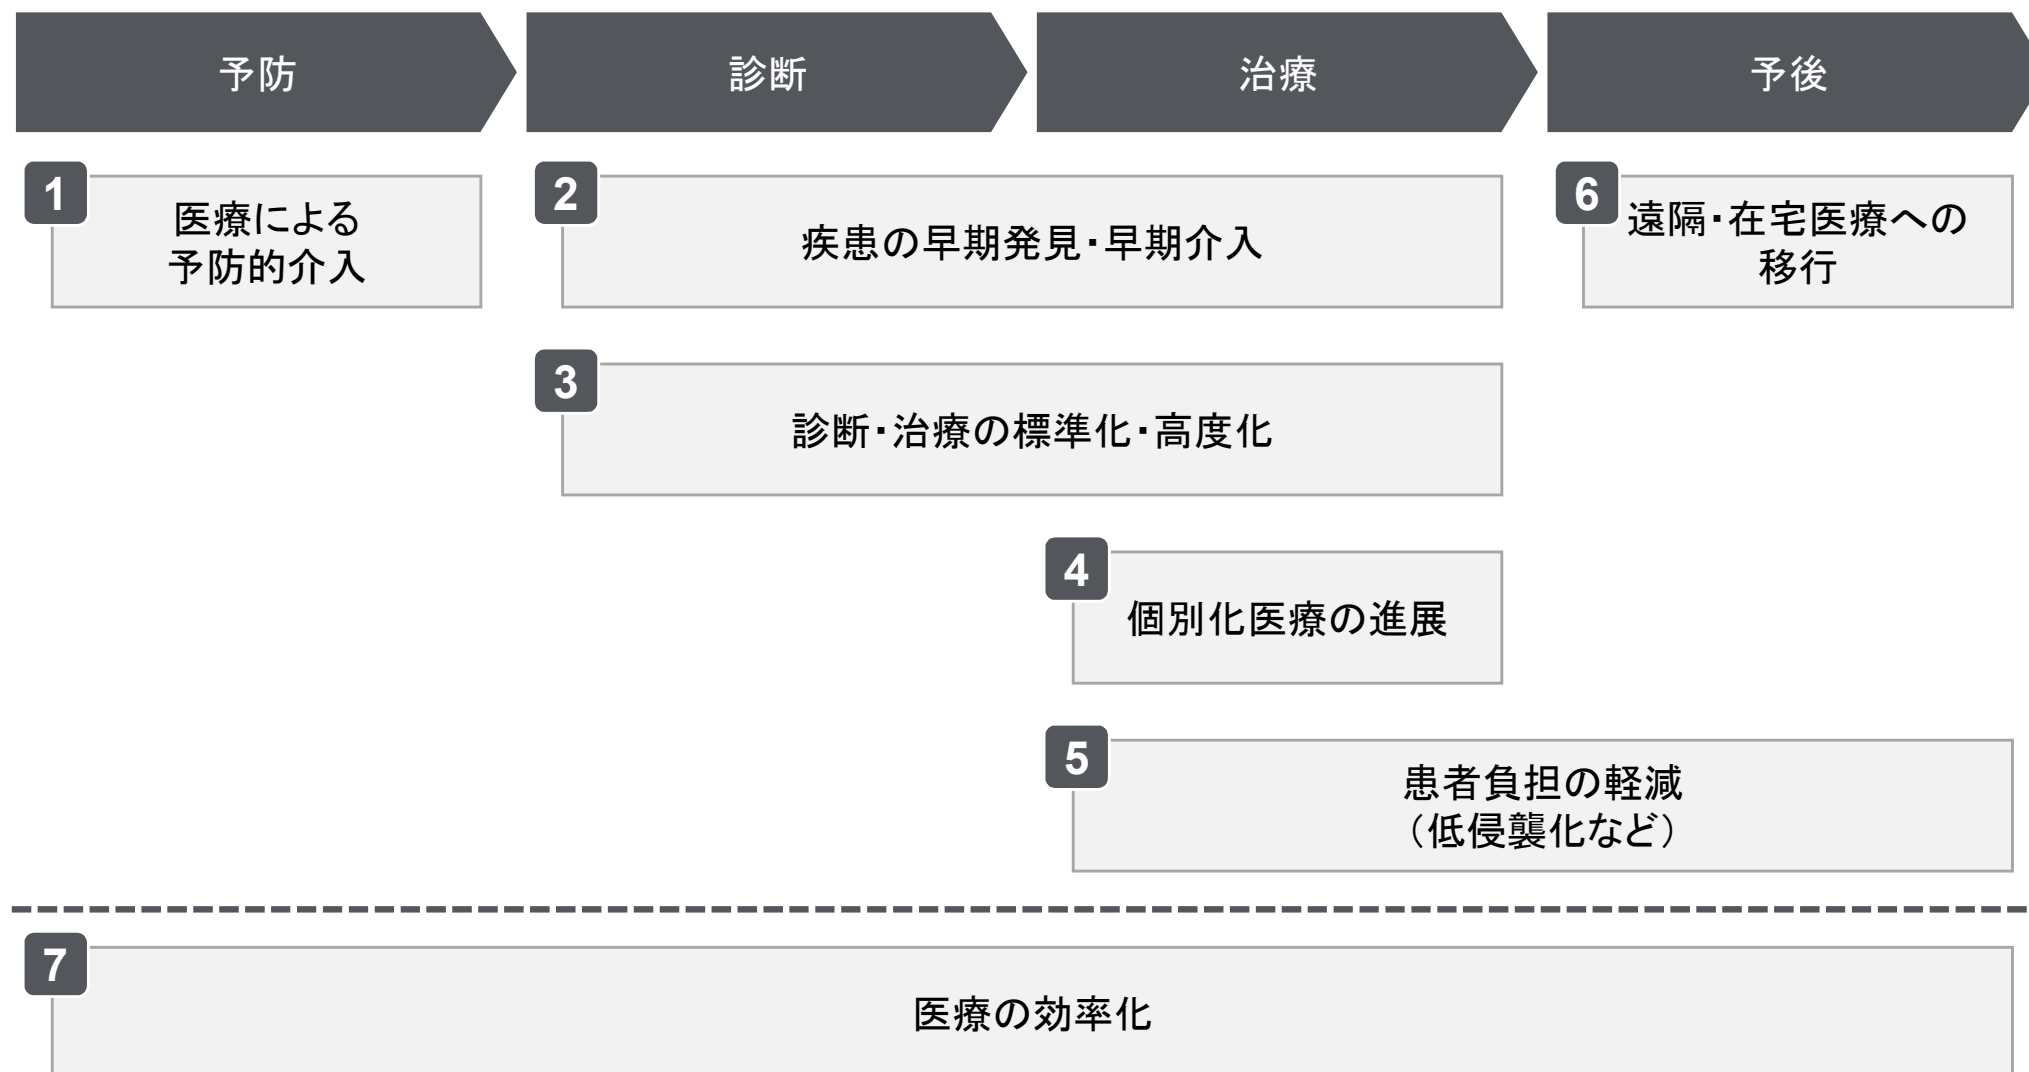 予防
診断
治療
予後
1
医療による
予防的介入
2
疾患の早期発見・早期介入
6
遠隔・在宅医療への
移行
3
診断・治療の標準化・高度化
4
個別化医療の進展
5
患者負担の軽減
（低侵襲化など）
7
医療の効率化